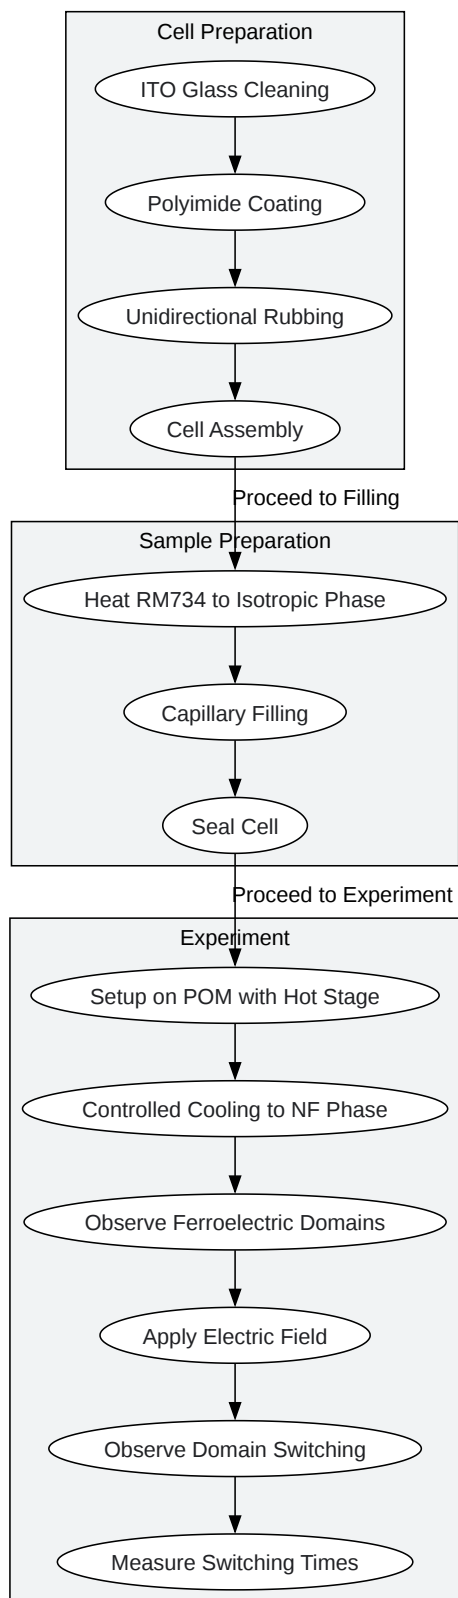 Cell Preparation
ITO Glass Cleaning
Polyimide Coating
Unidirectional Rubbing
Cell Assembly
Proceed to Filling
Sample Preparation
Heat RM734 to Isotropic Phase
Capillary Filling
Seal Cell
Proceed to Experiment
Experiment
Setup on POM with Hot Stage
Controlled Cooling to NF Phase
Observe Ferroelectric Domains
Apply Electric Field
Observe Domain Switching
Measure Switching Times